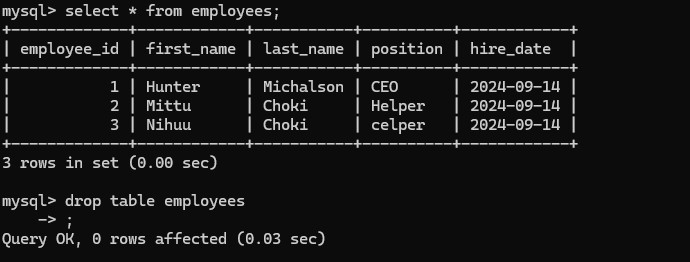 mysql> select * from employees;
+-------------+------------+-----------+----------+------------+
| employee_id | first_name | last_name | position | hire_date  |
+-------------+------------+-----------+----------+------------+
|           1 | Hunter     | Michalson | CEO      | 2024-09-14 |
|           2 | Mittu      | Choki     | Helper   | 2024-09-14 |
|           3 | Nihuu      | Choki     | celper   | 2024-09-14 |
+-------------+------------+-----------+----------+------------+
3 rows in set (0.00 sec)
mysql> drop table employees
    -> ;
Query OK, 0 rows affected (0.03 sec)